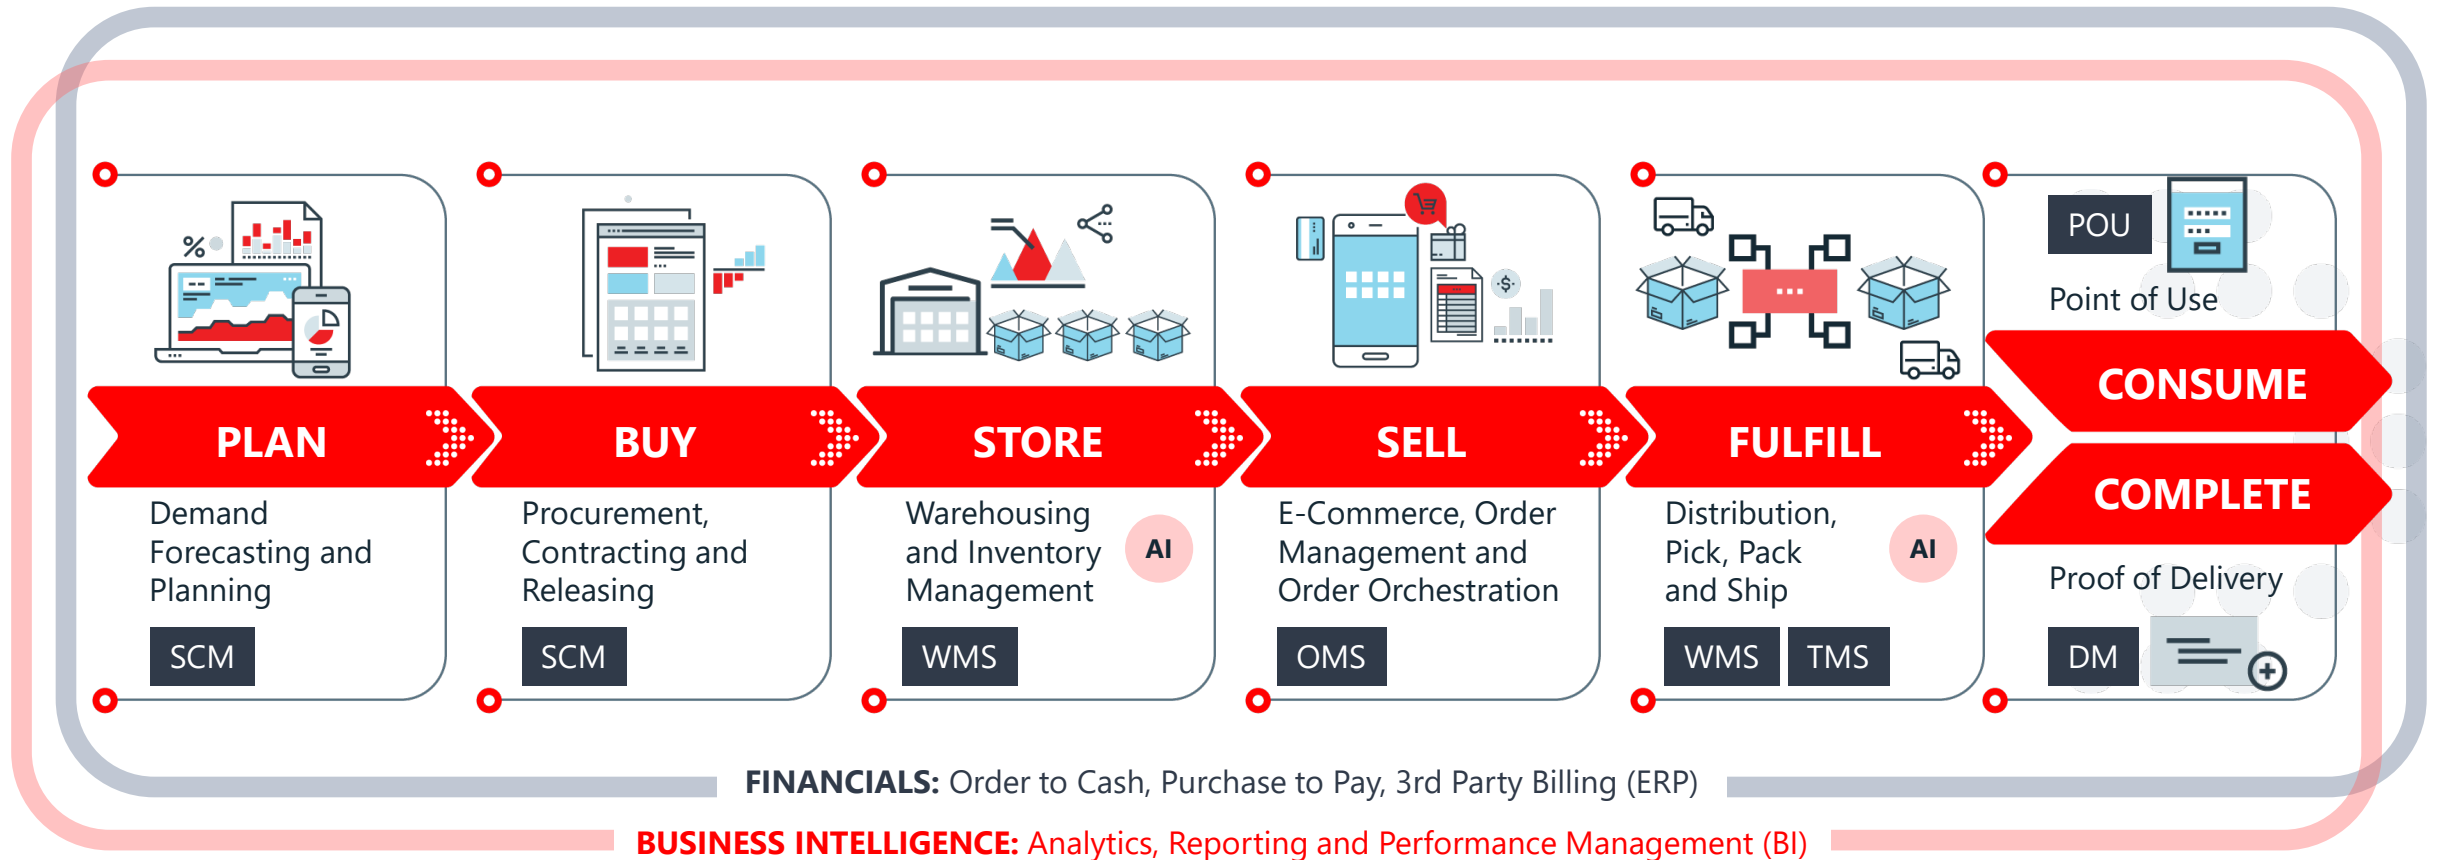 PLAN
Demand
Forecasting and
Planning
SCM
BUY
Procurement,
Contracting and
Releasing
SCM
STORE
Warehousing
and Inventory
Management
AI
WMS
SELL
E-Commerce, Order
Management and
Order Orchestration
OMS
FULFILL
Distribution,
Pick, Pack
and Ship
AI
WMS
TMS
POU
Point of Use
CONSUME
COMPLETE
Proof of Delivery
DM
FINANCIALS: Order to Cash, Purchase to Pay, 3rd Party Billing (ERP)
BUSINESS INTELLIGENCE: Analytics, Reporting and Performance Management (BI)